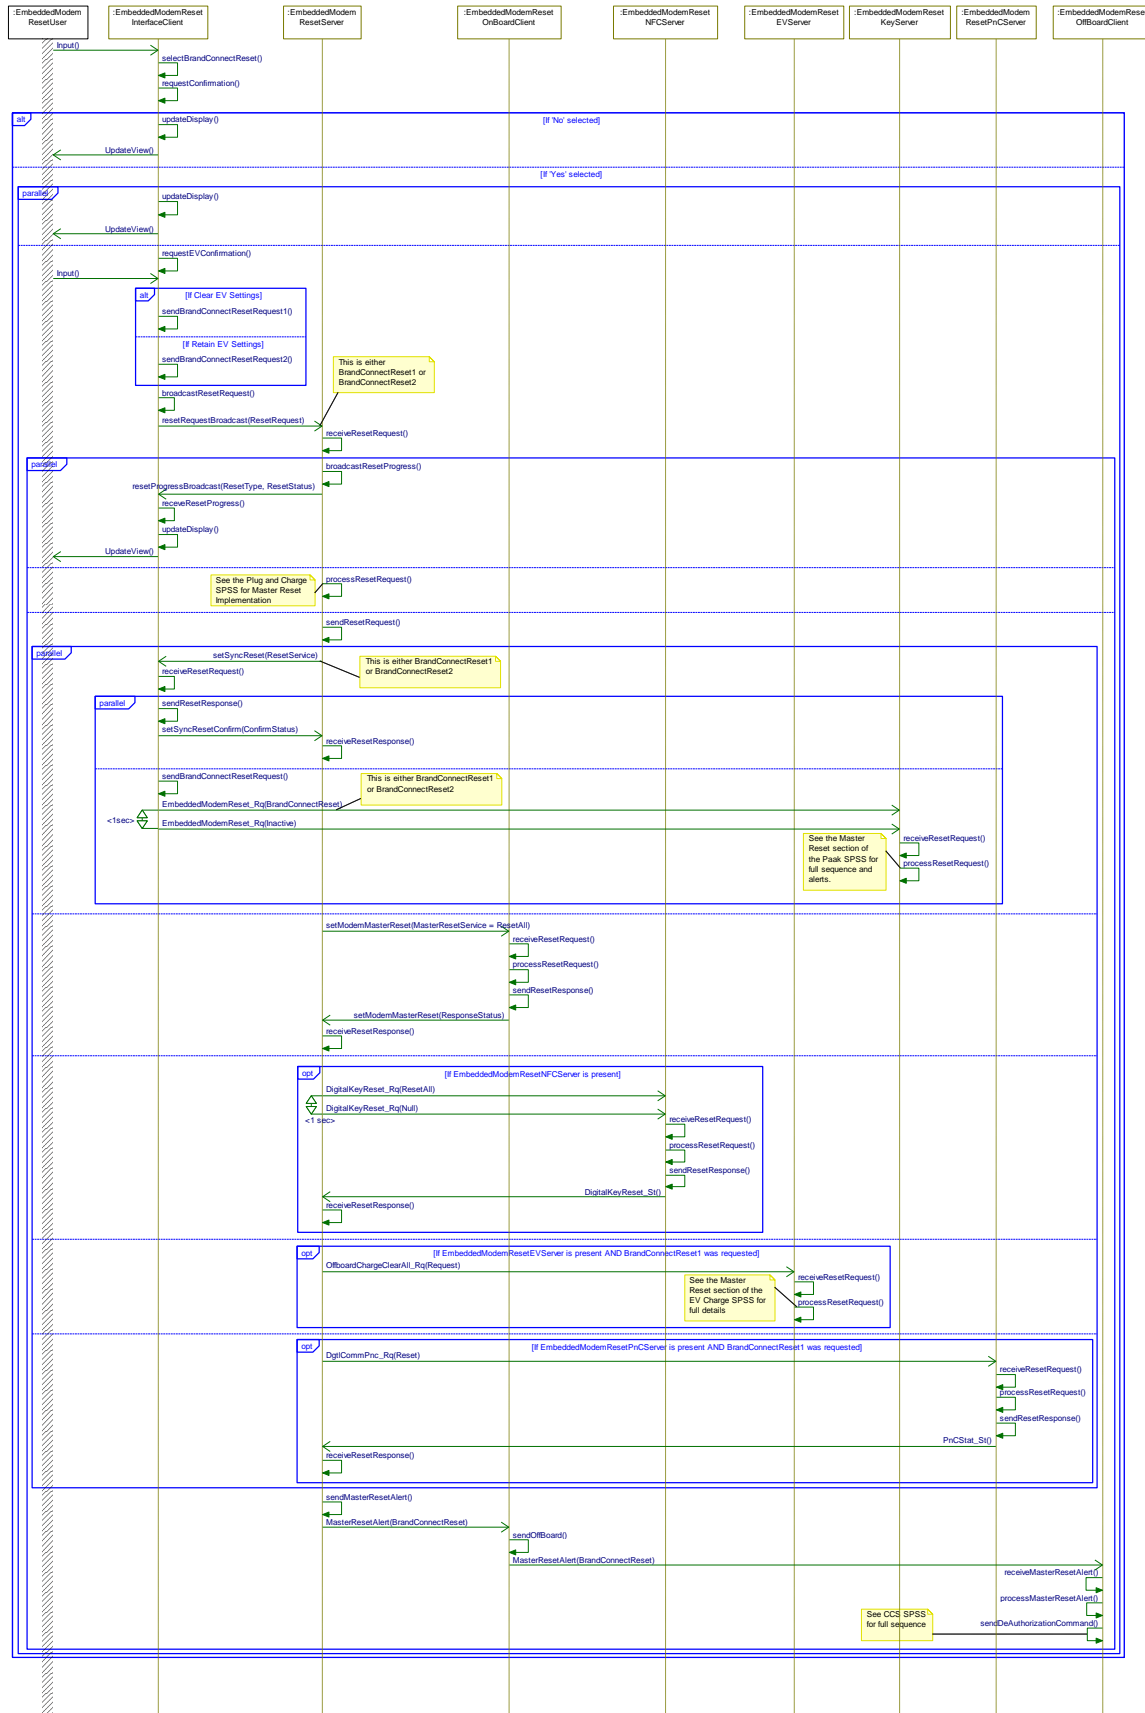 :EmbeddedModem
ResetUser
:EmbeddedModemReset
InterfaceClient
:EmbeddedModem
ResetServer
:EmbeddedModemReset
OnBoardClient
:EmbeddedModemReset
NFCServer
:EmbeddedModemReset
EVServer
:EmbeddedModemReset
KeyServer
:EmbeddedModem
ResetPnCServer
:EmbeddedModemRese
OffBoardClient
Input()
selectBrandConnectReset()
requestConfirmation()
alt
[If 'No' selected]
updateDisplay()
UpdateView()
[If 'Yes' selected]
parallel
updateDisplay()
UpdateView()
requestEVConfirmation()
Input()
alt
[If Clear EV Settings]
sendBrandConnectResetRequest1()
[If Retain EV Settings]
sendBrandConnectResetRequest2()
This is either
BrandConnectReset1 or
BrandConnectReset2
broadcastResetRequest()
resetRequestBroadcast(ResetRequest)
receiveResetRequest()
parallel
broadcastResetProgress()
resetProgressBroadcast(ResetType, ResetStatus)
receveResetProgress()
updateDisplay()
UpdateView()
See the Plug and Charge
SPSS for Master Reset
Implementation
processResetRequest()
sendResetRequest()
parallel
setSyncReset(ResetService)
This is either BrandConnectReset1
or BrandConnectReset2
receiveResetRequest()
parallel
sendResetResponse()
setSyncResetConfirm(ConfirmStatus)
receiveResetResponse()
sendBrandConnectResetRequest()
This is either BrandConnectReset1
or BrandConnectReset2
EmbeddedModemReset_Rq(BrandConnectReset)
<1sec>
EmbeddedModemReset_Rq(Inactive)
See the Master
Reset section of
the Paak SPSS for
full sequence and
alerts.
receiveResetRequest()
processResetRequest()
setModemMasterReset(MasterResetService = ResetAll)
receiveResetRequest()
processResetRequest()
sendResetResponse()
setModemMasterReset(ResponseStatus)
receiveResetResponse()
opt
[If EmbeddedModemResetNFCServer is present]
DigitalKeyReset_Rq(ResetAll)
DigitalKeyReset_Rq(Null)
<1 sec>
receiveResetRequest()
processResetRequest()
sendResetResponse()
DigitalKeyReset_St()
receiveResetResponse()
opt
[If EmbeddedModemResetEVServer is present AND BrandConnectReset1 was requested]
OffboardChargeClearAll_Rq(Request)
See the Master
Reset section of the
EV Charge SPSS for
full details
receiveResetRequest()
processResetRequest()
opt
[If EmbeddedModemResetPnCServer is present AND BrandConnectReset1 was requested]
DgtlCommPnc_Rq(Reset)
receiveResetRequest()
processResetRequest()
sendResetResponse()
PnCStat_St()
receiveResetResponse()
sendMasterResetAlert()
MasterResetAlert(BrandConnectReset)
sendOffBoard()
MasterResetAlert(BrandConnectReset)
receiveMasterResetAlert()
processMasterResetAlert()
See CCS SPSS
for full sequence
sendDeAuthorizationCommand()